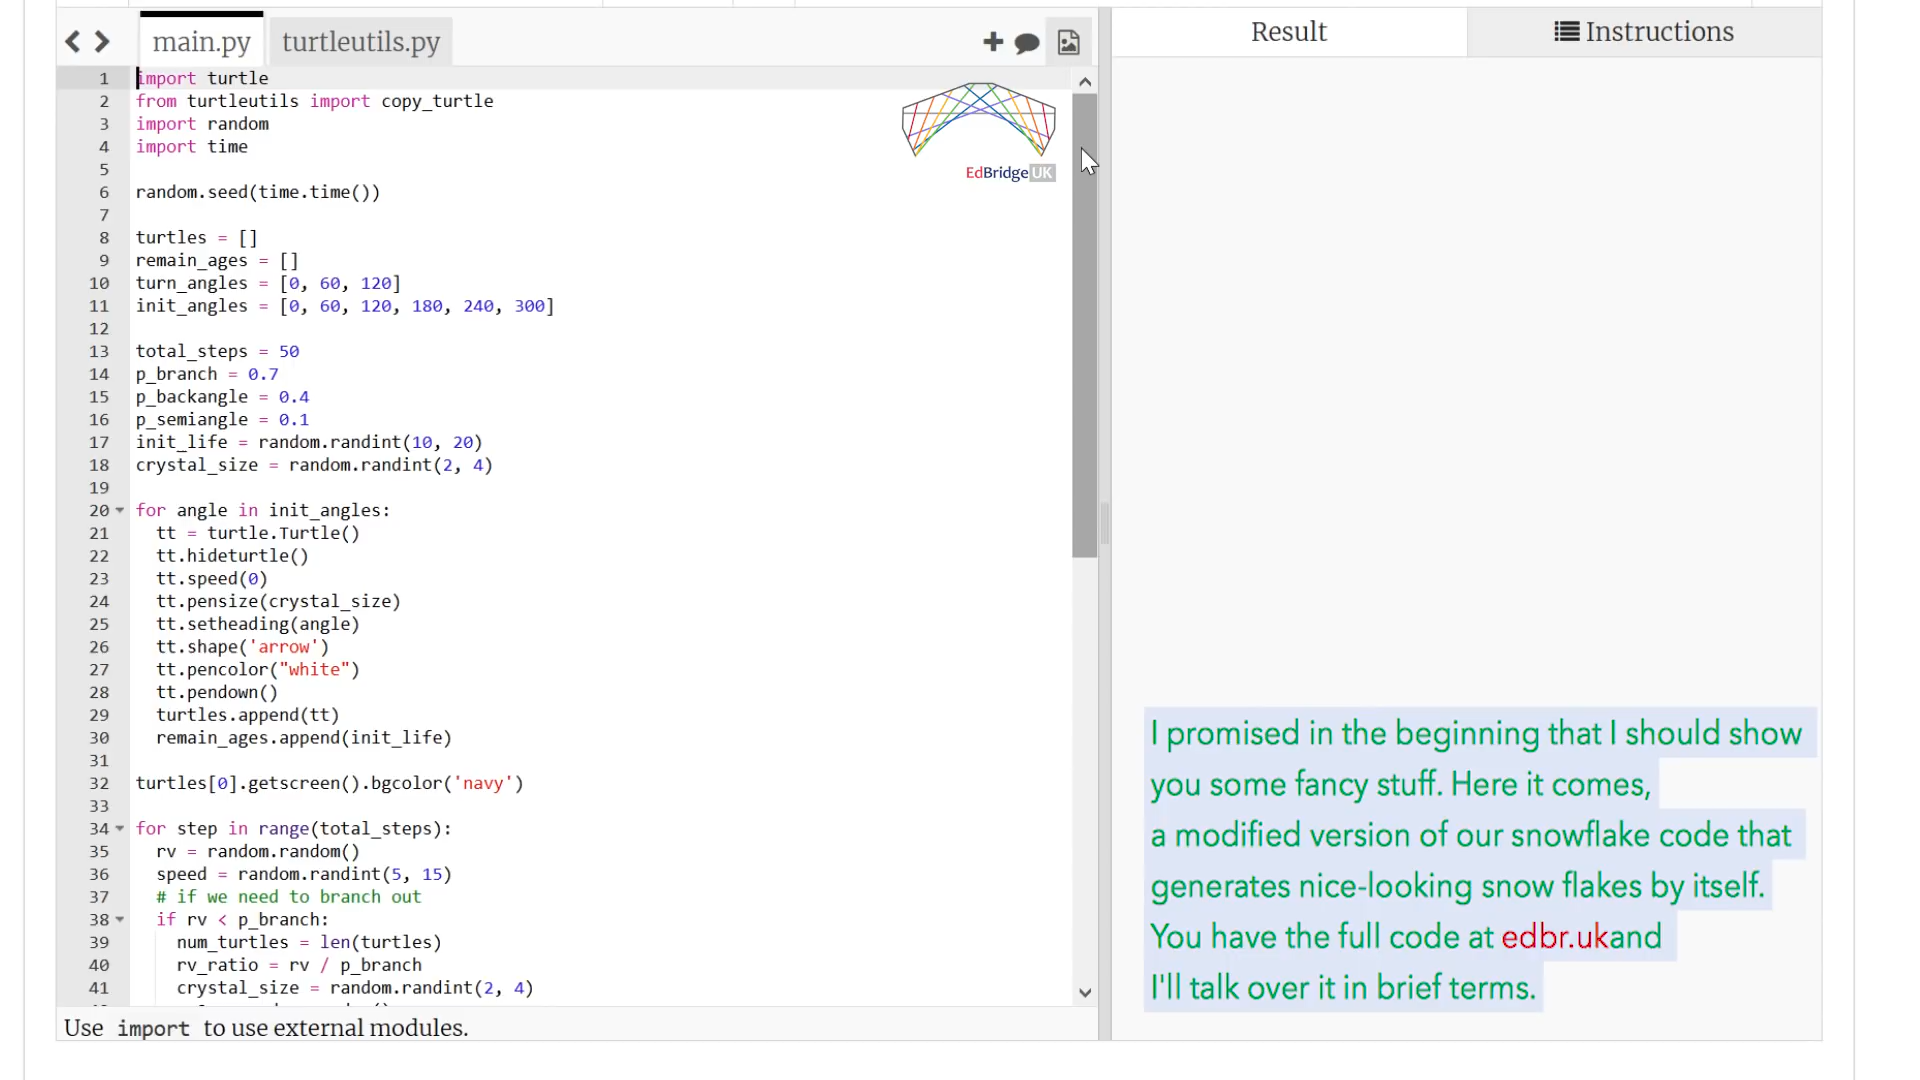 main.py turtleutils.py
Result Instructions
1 import turtle
2 from turtleutils import copy_turtle
3 import random
4 import time
5
6 random.seed(time.time())
7
8 turtles = []
9 remain_ages = []
10 turn_angles = [0, 60, 120]
11 init_angles = [0, 60, 120, 180, 240, 300]
12
13 total_steps = 50
14 p_branch = 0.7
15 p_backangle = 0.4
16 p_semiangle = 0.1
17 init_life = random.randint(10, 20)
18 crystal_size = random.randint(2, 4)
19
20 for angle in init_angles:
21 tt = turtle.Turtle()
22 tt.hideturtle()
23 tt.speed(0)
24 tt.pensize(crystal_size)
25 tt.setheading(angle)
26 tt.shape('arrow')
27 tt.pencolor("white")
28 tt.pendown()
29 turtles.append(tt)
30 remain_ages.append(init_life)
31
32 turtles[0].getscreen().bgcolor('navy')
33
34 for step in range(total_steps):
35 rv = random.random()
36 speed = random.randint(5, 15)
37 # if we need to branch out
38 if rv < p_branch:
39 num_turtles = len(turtles)
40 rv_ratio = rv / p_branch
41 crystal_size = random.randint(2, 4)
Use import to use external modules.
EdBridge UK
I promised in the beginning that I should show
you some fancy stuff. Here it comes,
a modified version of our snowflake code that
generates nice-looking snow flakes by itself.
You have the full code at edbr.ukand
I'll talk over it in brief terms.